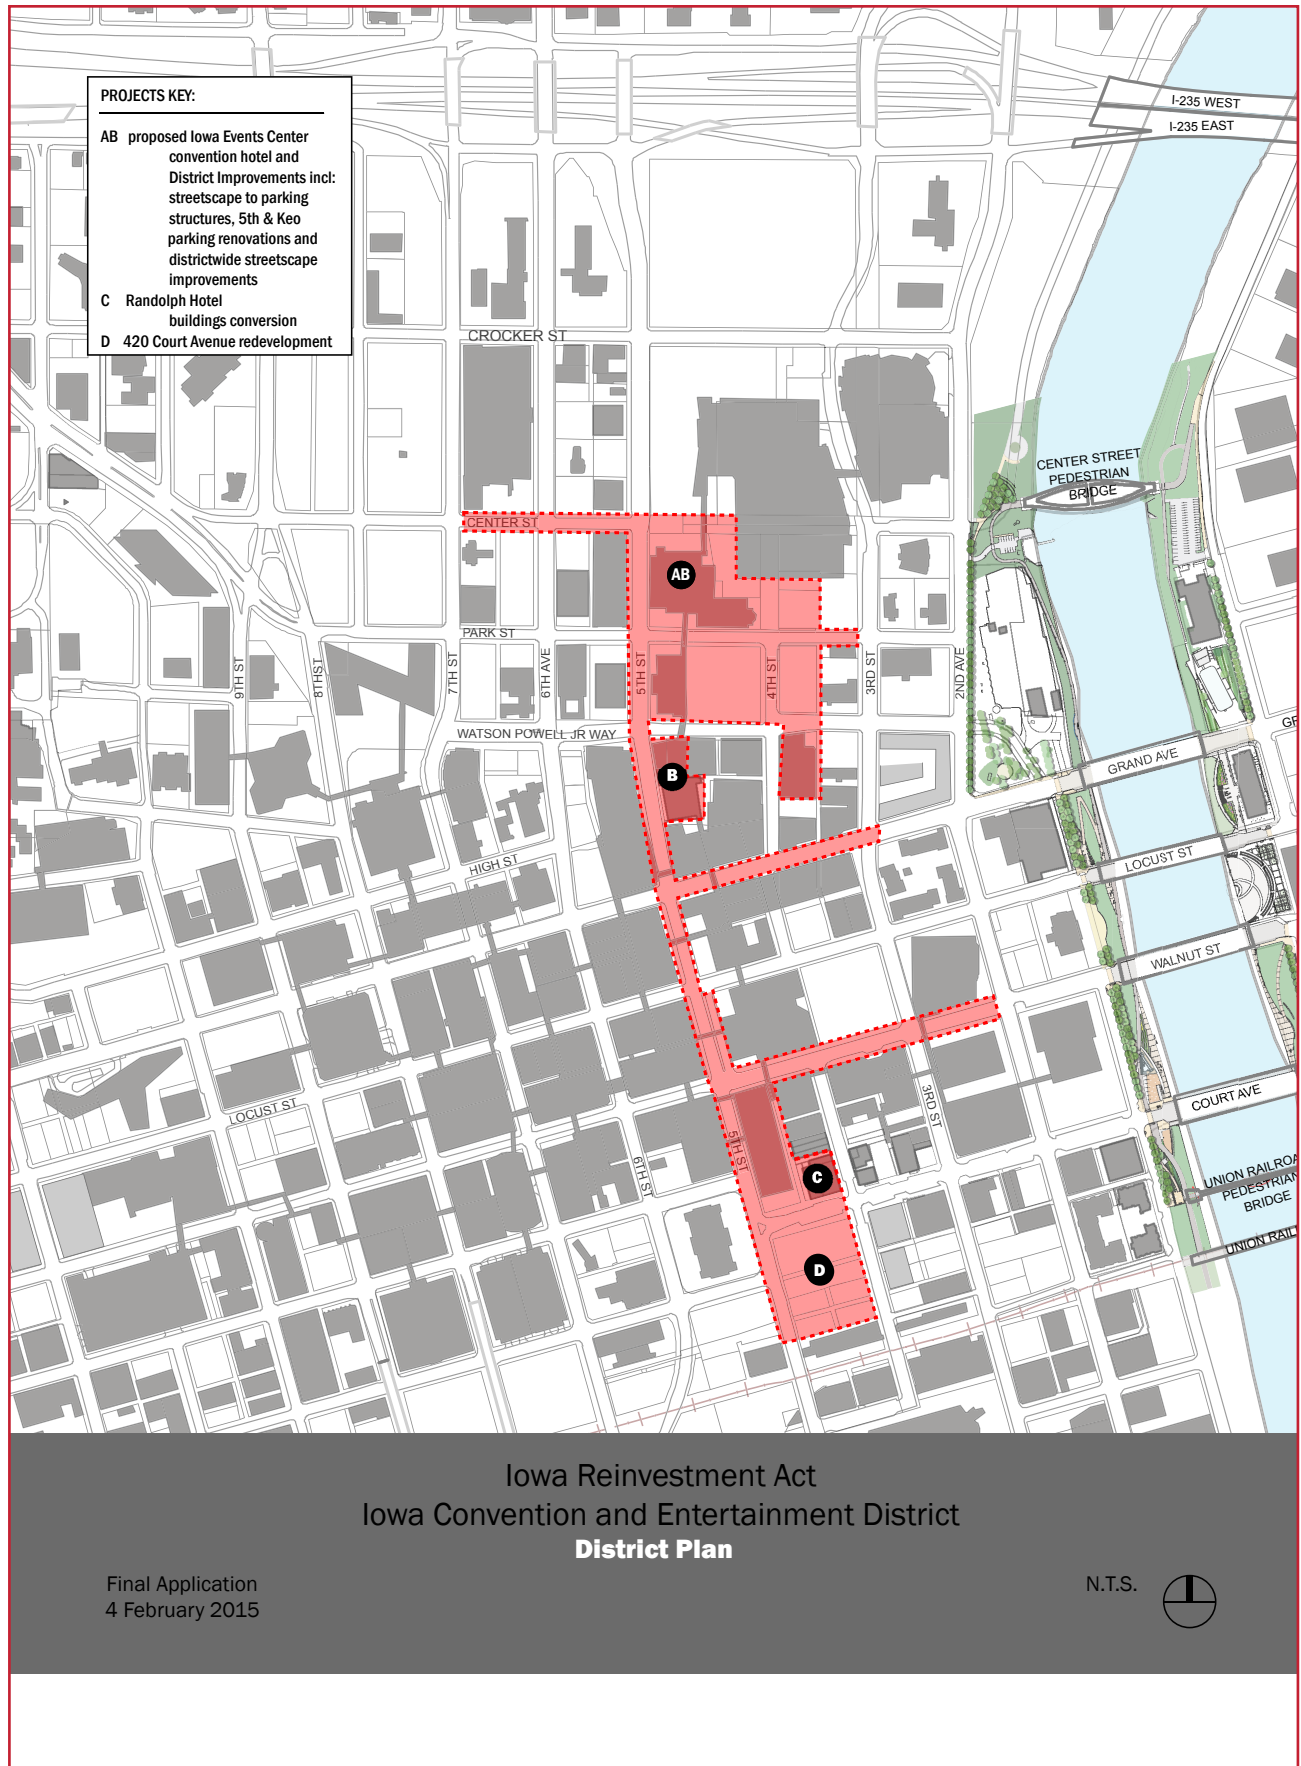 PROJECTS KEY:
AB proposed Iowa Events Center
convention hotel and
District Improvements incl:
streetscape to parking
structures, 5th & Keo
parking renovations and
districtwide streetscape
improvements
C Randolph Hotel
buildings conversion
D 420 Court Avenue redevelopment
I-235 WEST
I-235 EAST
CROCKER ST
CENTER STREET
PEDESTRIAN
BRIDGE
CENTER ST
AB
PARK ST
9TH ST
8TH ST
7TH ST
6TH AVE
5TH ST
4TH ST
3RD ST
2ND AVE
WATSON POWELL JR WAY
GR
B
GRAND AVE
HIGH ST
LOCUST ST
WALNUT ST
LOCUST ST
COURT AVE
3RD ST
5TH ST
6TH ST
C
UNION RAILROA
PEDESTRIAN
BRIDGE
UNION RAIL
D
Iowa Reinvestment Act
Iowa Convention and Entertainment District
District Plan
Final Application
4 February 2015
N.T.S.